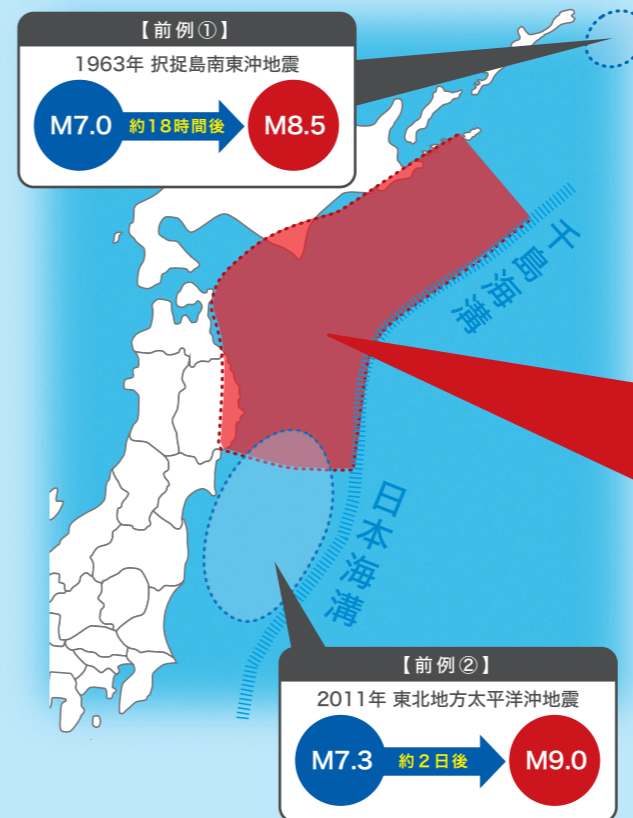 【前例①】
1963年 択捉島南東沖地震
M7.0 約18時間後 M8.5
千島海溝
日本海溝
【前例②】
2011年 東北地方太平洋沖地震
M7.3 約2日後 M9.0